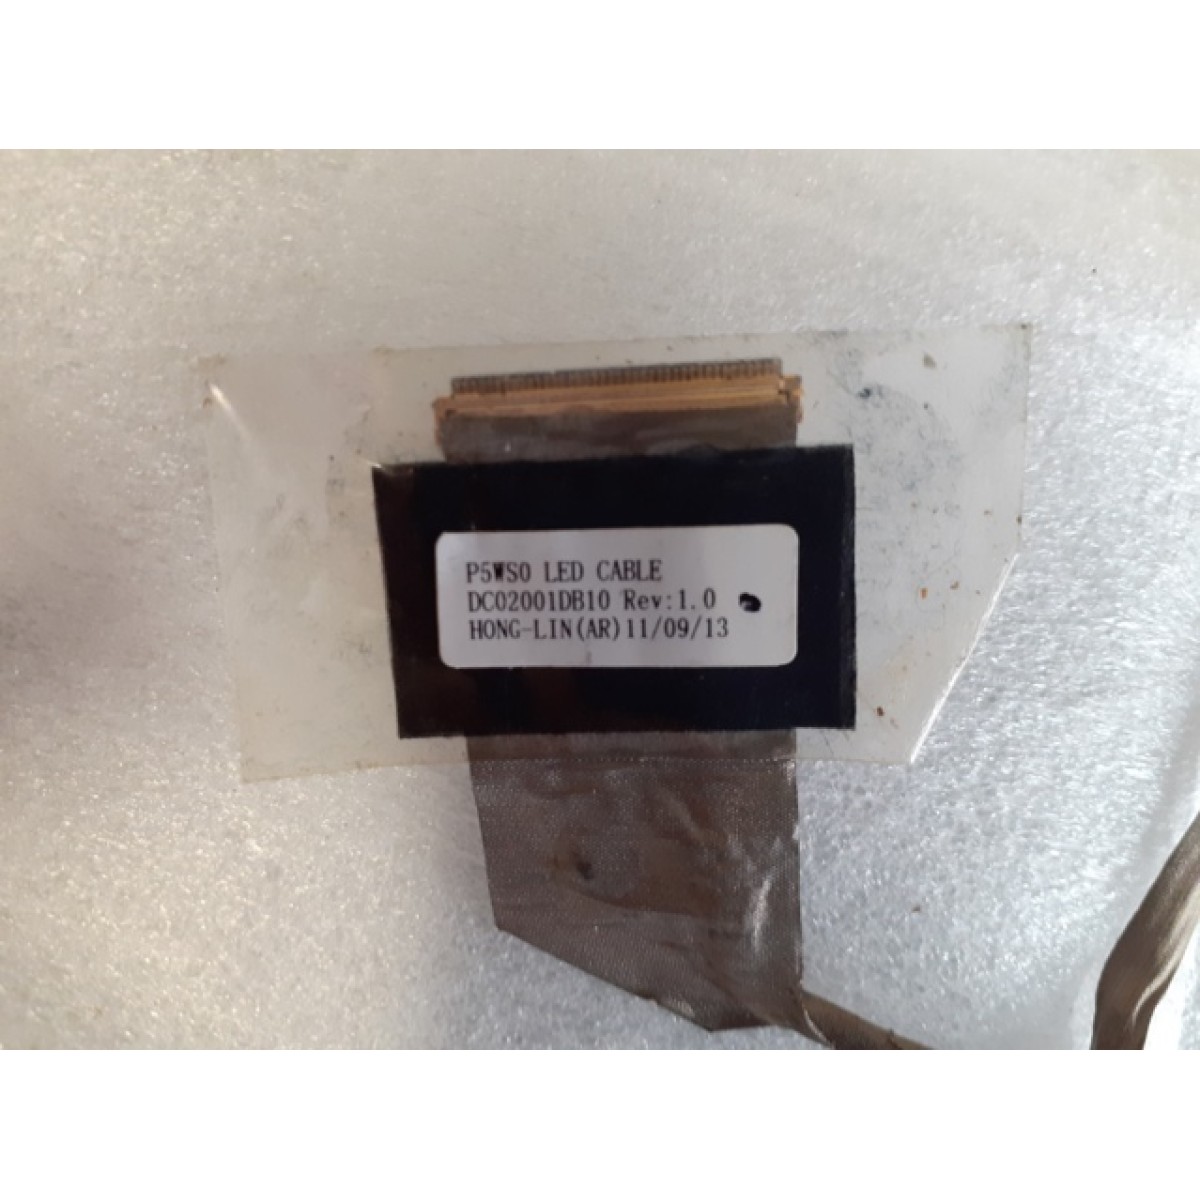 P5WS0 LED CABLE
DC02001DB10 Rev:1.0
HONG-LIN(AR)11/09/13